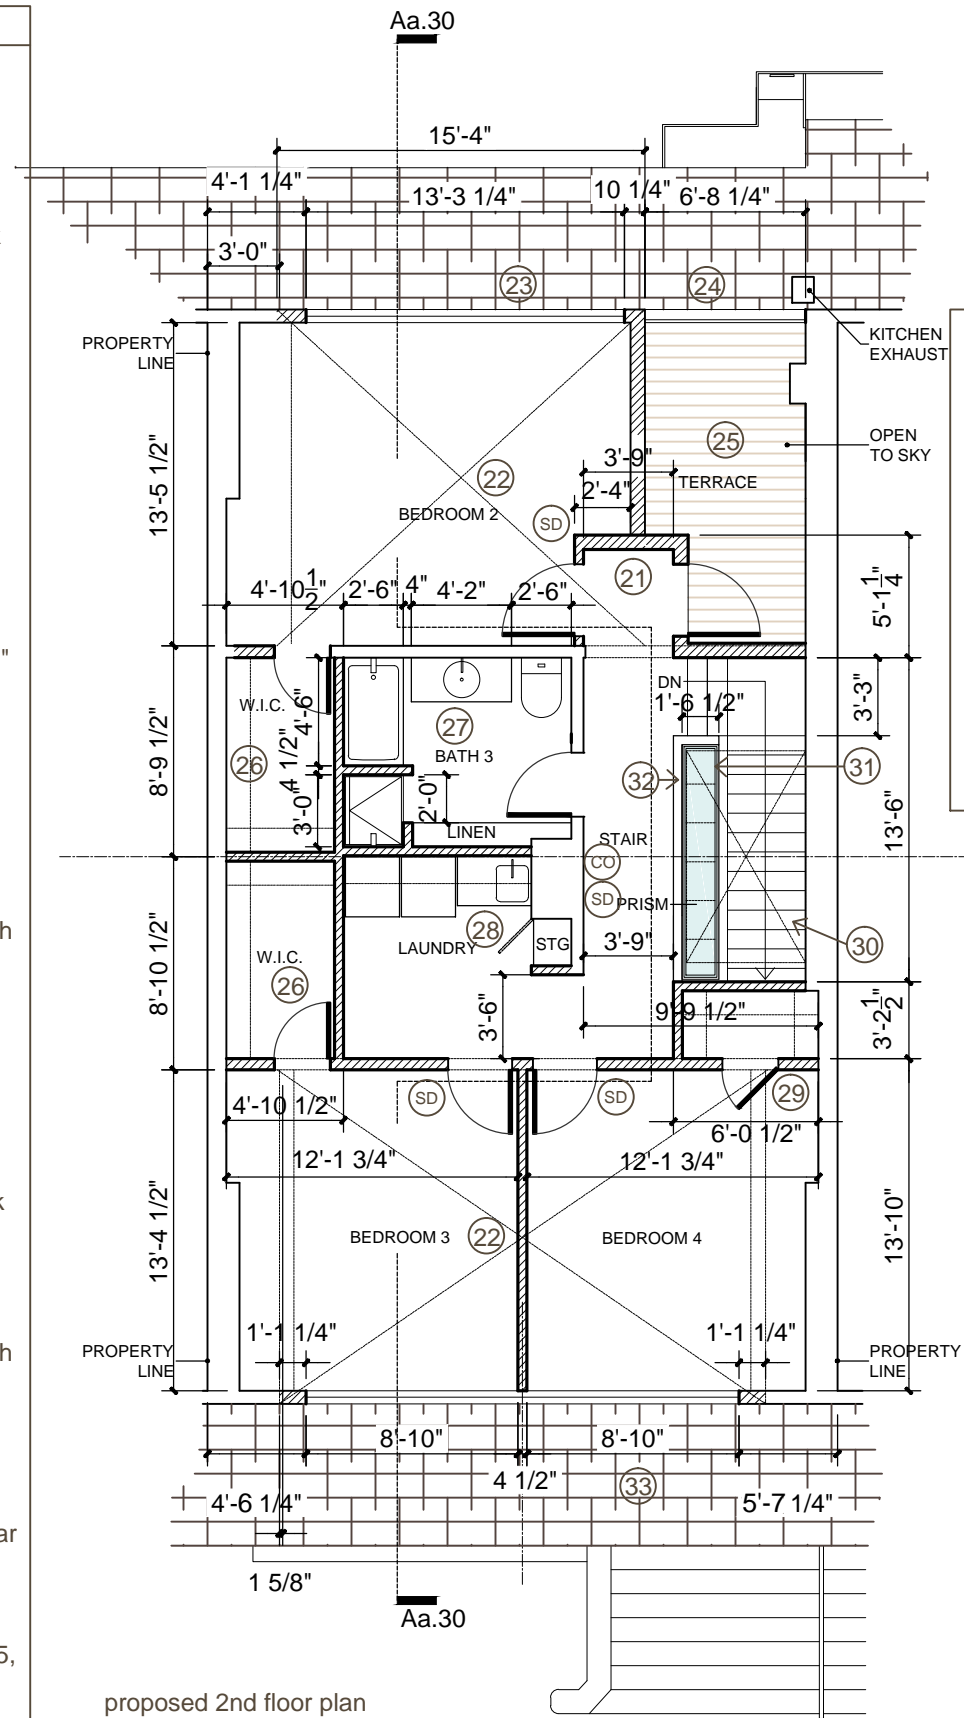 Aa.30
15'-4"
4'-1 1/4"
13'-3 1/4"
10 1/4"
6'-8 1/4"
3'-0"
23
24
KITCHEN
EXHAUST
PROPERTY
LINE
13'-5 1/2"
25
OPEN
TO SKY
3'-9"
TERRACE
22
2'-4"
BEDROOM 2
SD
21
4'-10 1/2"
2'-6"
4"
4'-2"
2'-6"
5'-1 1/4"
"
DN
1'-6 1/2"
3'-3"
W.I.C.
4'-6"
27
BATH 3
8'-9 1/2"
26
4 1/2"
32
31
3'-0"
2'-0"
LINEN
STAIR
13'-6"
CO
SD
PRISM
h
28
LAUNDRY
STG
30
W.I.C.
3'-9"
8'-10 1/2"
26
3'-6"
9'-9 1/2"
3'-2 1/2"
SD
SD
29
4'-10 1/2"
6'-0 1/2"
12'-1 3/4"
12'-1 3/4"
k
13'-4 1/2"
BEDROOM 3
22
BEDROOM 4
13'-10"
1'-1 1/4"
1'-1 1/4"
h
PROPERTY
LINE
PROPERTY
LINE
8'-10"
8'-10"
4 1/2"
33
4'-6 1/4"
5'-7 1/4"
ar
1 5/8"
Aa.30
5,
proposed 2nd floor plan